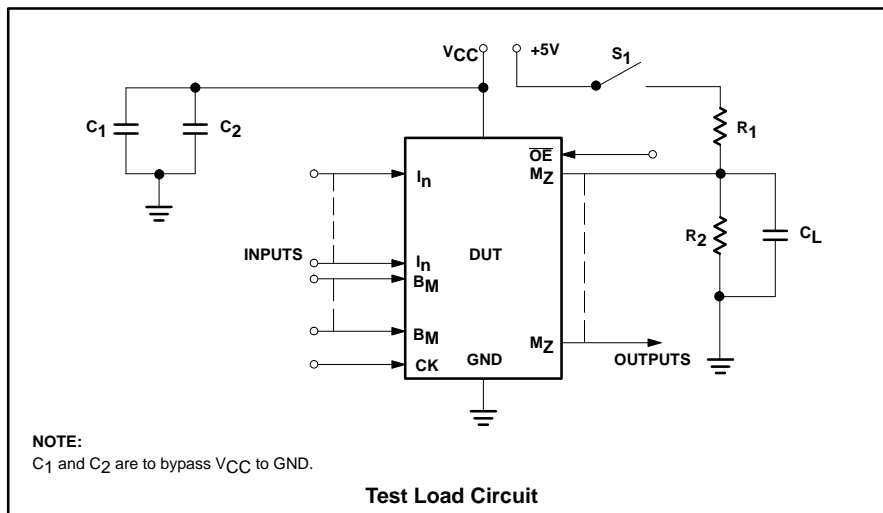 VCC
+5V
S1
C1
C2
R1
OE
In
MZ
R2
CL
INPUTS
In
DUT
BM
BM
MZ
CK
GND
OUTPUTS
NOTE:
C1 and C2 are to bypass VCC to GND.
Test Load Circuit